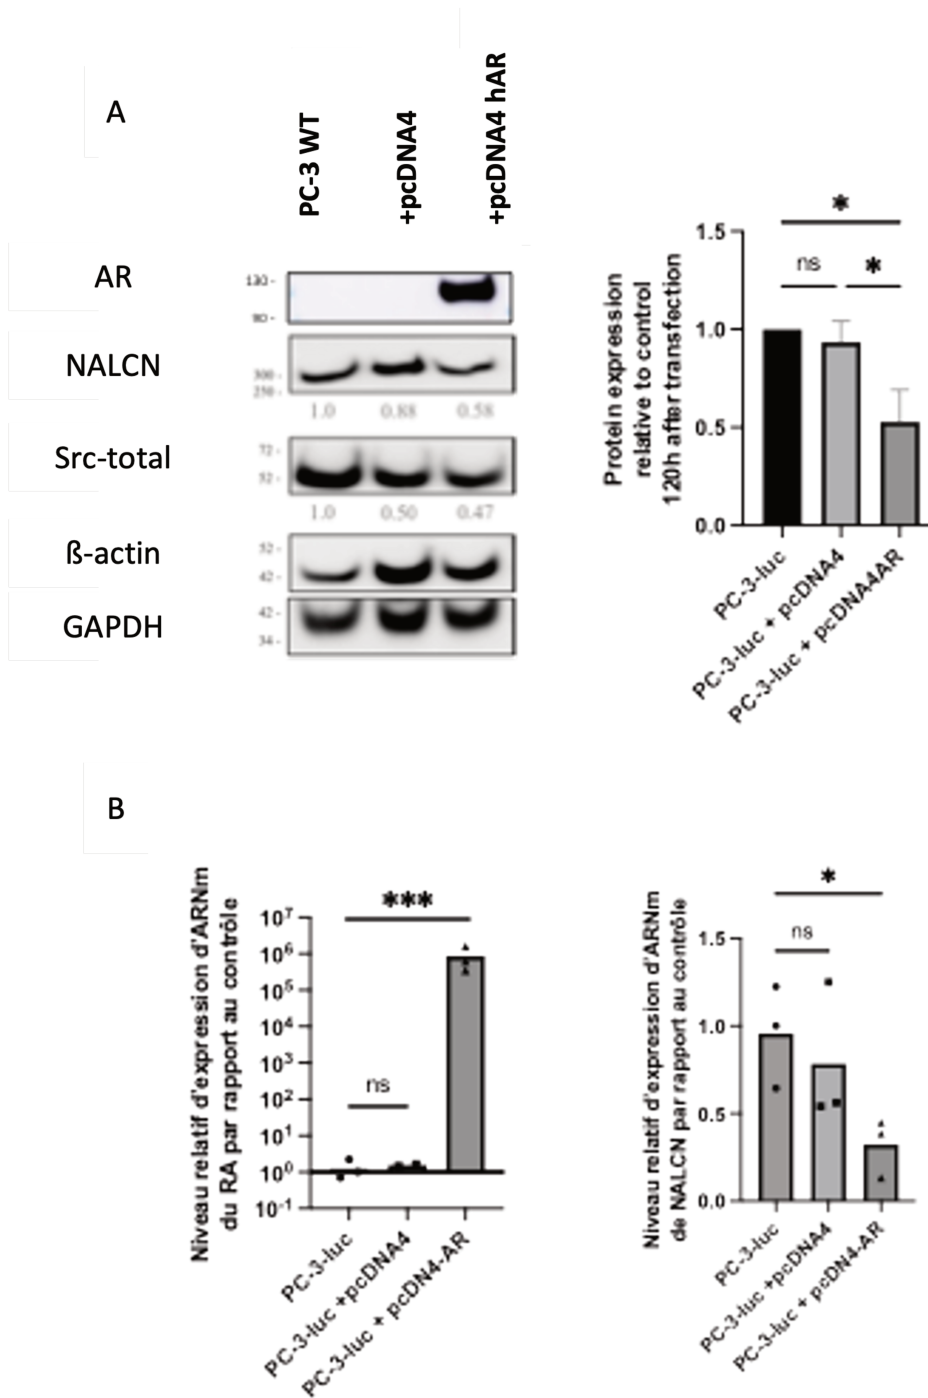 A
PC-3 WT
+pcDNA4
+pcDNA4 hAR
AR
130 -
80 -
NALCN
300 -
250 -
1.0 0.88 0.58
Src-total
72 -
52 -
1.0 0.50 0.47
ß-actin
52 -
42 -
GAPDH
42 -
34 -
Protein expression
relative to control
120h after transfection
*
ns *
1.5
1.0
0.5
0.0
PC-3-luc
PC-3-luc + pcDNA4
PC-3-luc + pcDNA4AR
B
Niveau relatif d'expression d'ARNm
du RA par rapport au contrôle
***
ns
10⁷
10⁶
10⁵
10⁴
10³
10²
10¹
10⁰
10⁻¹
PC-3-luc
PC-3-luc +pcDNA4
PC-3-luc + pcDN4-AR
Niveau relatif d'expression d'ARNm
de NALCN par rapport au contrôle
*
ns
1.5
1.0
0.5
0.0
PC-3-luc
PC-3-luc +pcDNA4
PC-3-luc + pcDN4-AR